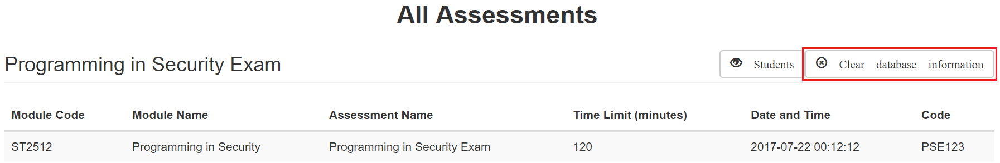 All Assessments
Programming in Security Exam Students Clear database information
Module Code Module Name Assessment Name Time Limit (minutes) Date and Time Code
ST2512 Programming in Security Programming in Security Exam 120 2017-07-22 00:12:12 PSE123